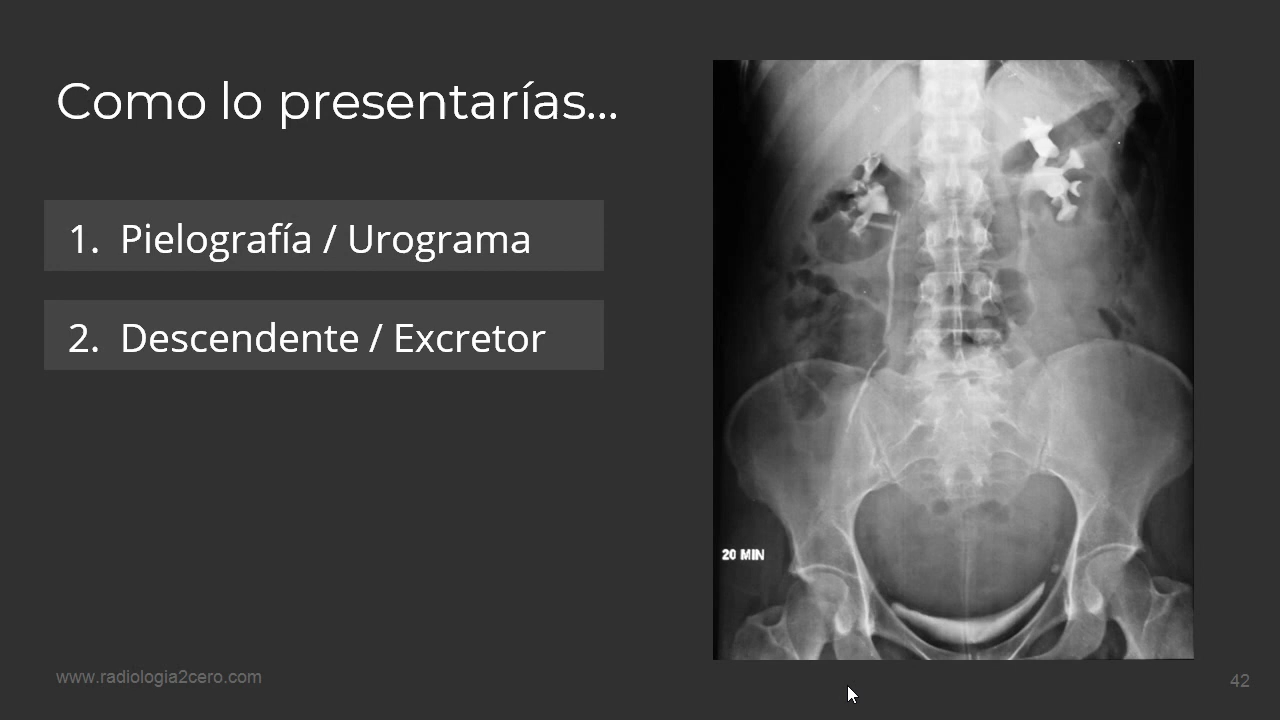 Como lo presentarías...
1. Pielografía / Urograma
2. Descendente / Excretor
20 MIN
www.radiologia2cero.com
42